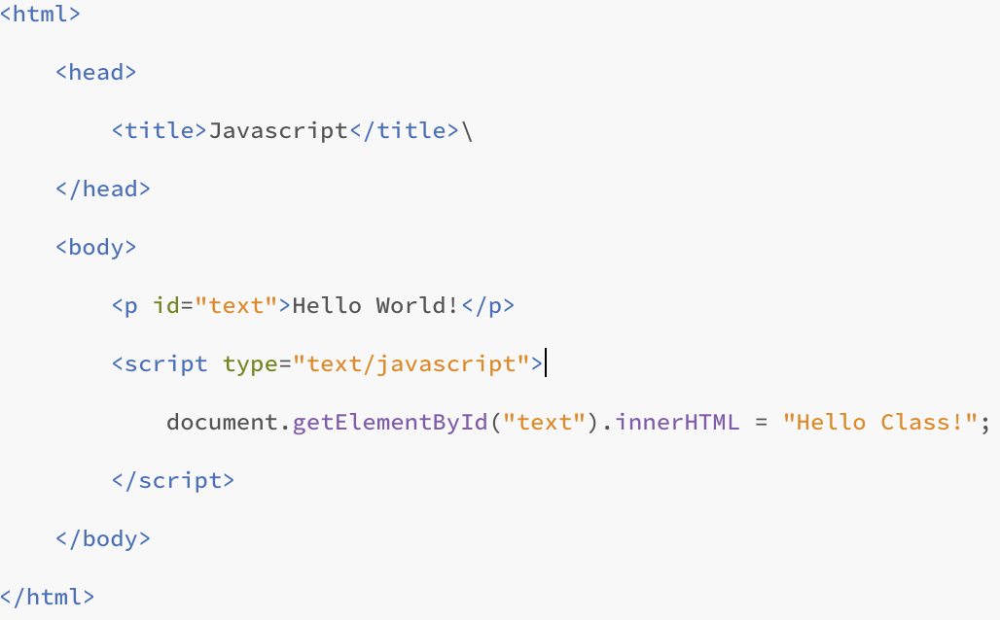 <html>
<head>
<title>Javascript</title>\
</head>
<body>
<p id="text">Hello World!</p>
<script type="text/javascript">
document.getElementById("text").innerHTML = "Hello Class!";
</script>
</body>
</html>